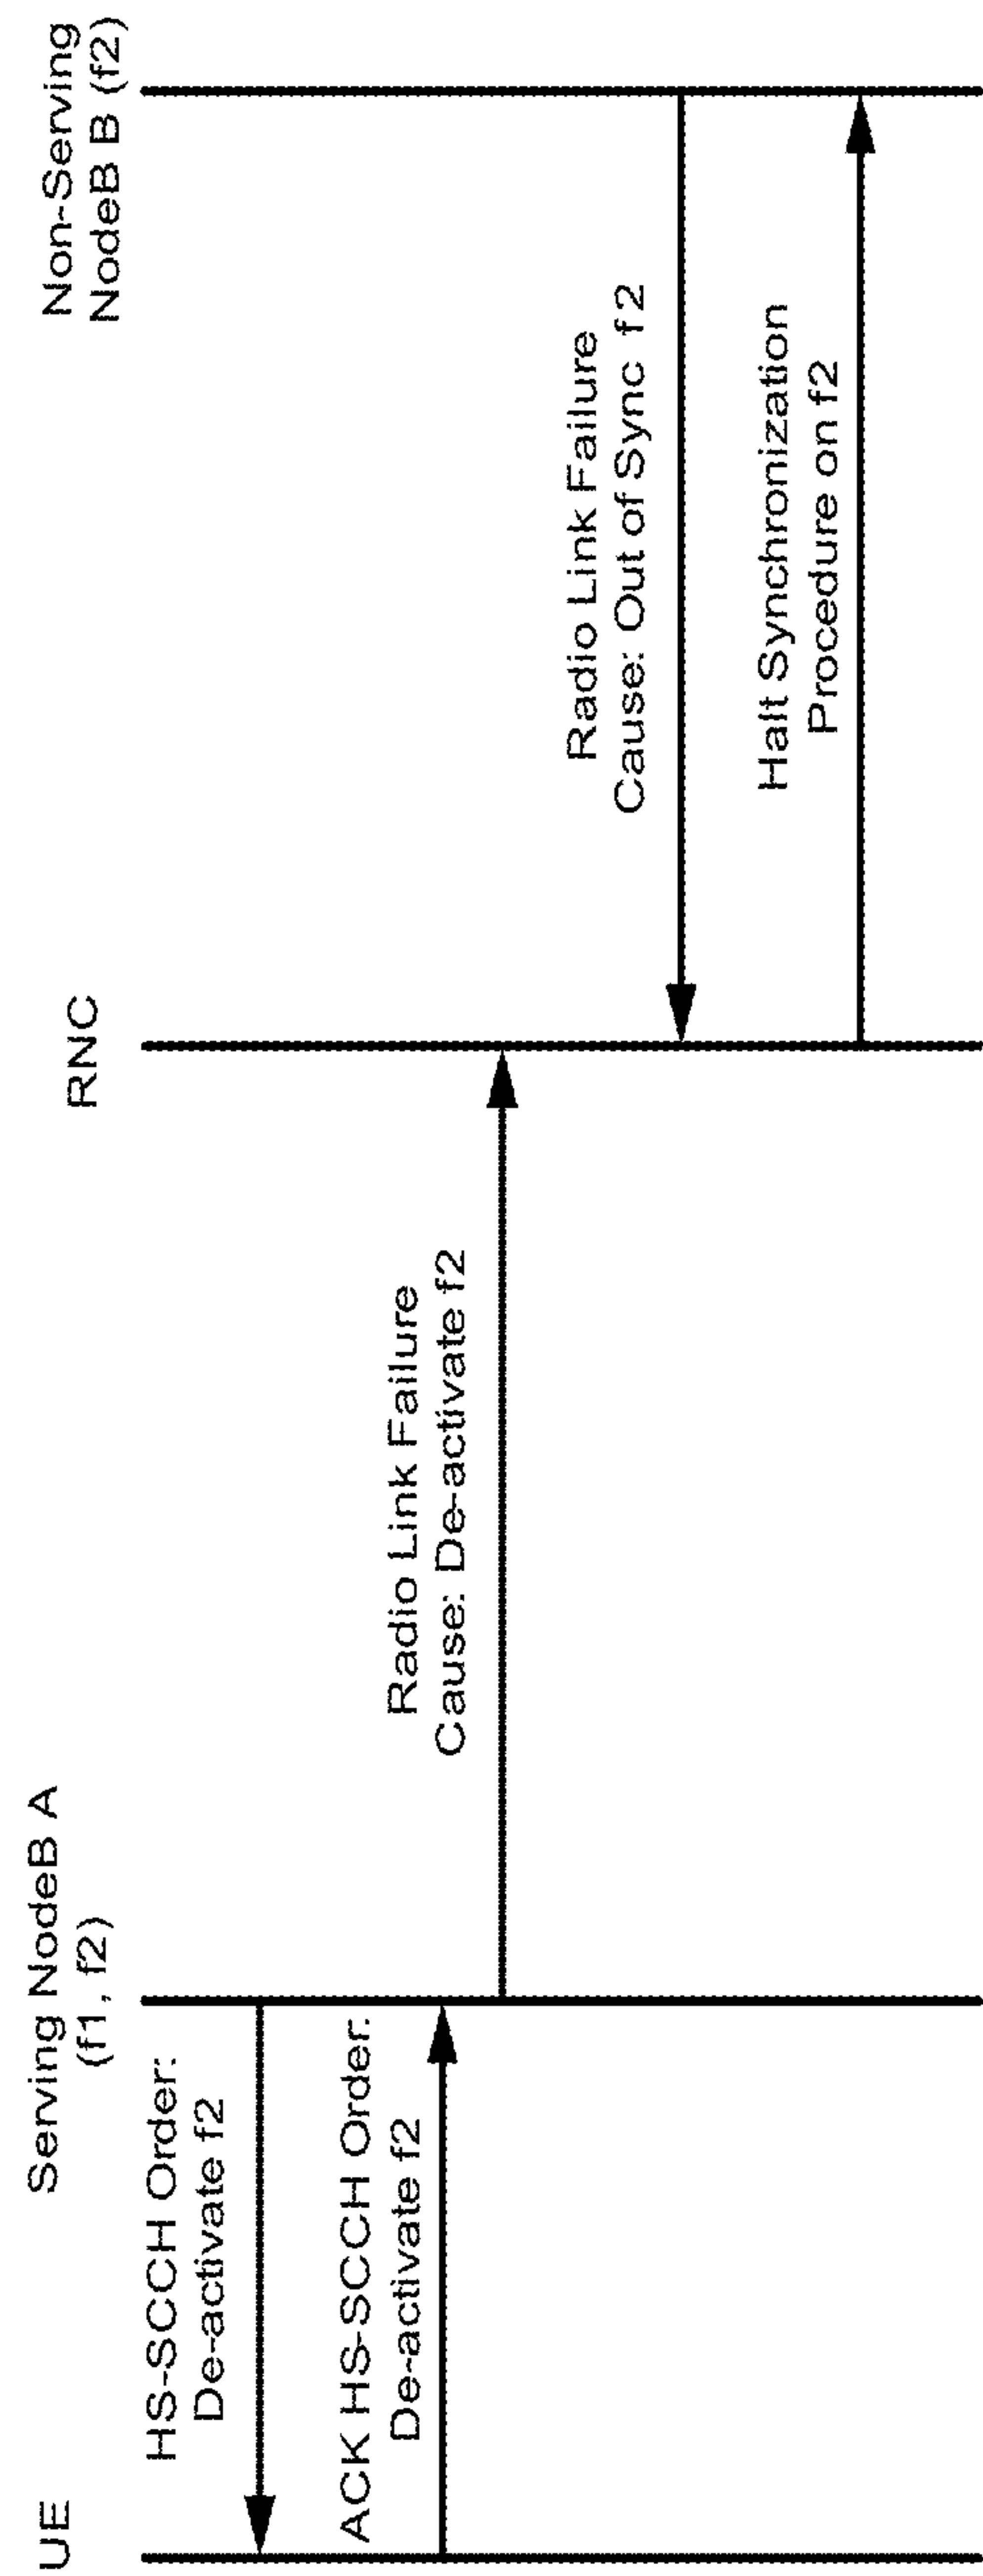 UE
Serving NodeB A
(f1, f2)
RNC
Non-Serving
NodeB B (f2)
HS-SCCH Order:
De-activate f2
ACK HS-SCCH Order:
De-activate f2
Radio Link Failure
Cause: De-activate f2
Radio Link Failure
Cause: Out of Sync f2
Halt Synchronization
Procedure on f2